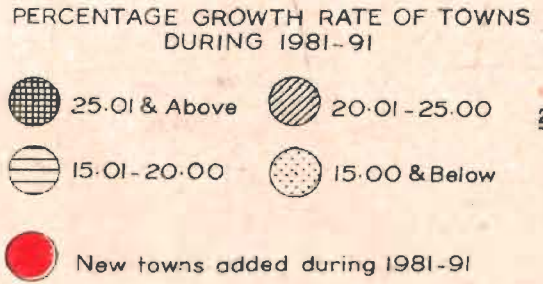 PERCENTAGE GROWTH RATE OF TOWNS
DURING 1981-91
25·01 & Above 20·01-25·00
15·01-20·00 15·00 & Below
New towns added during 1981-91